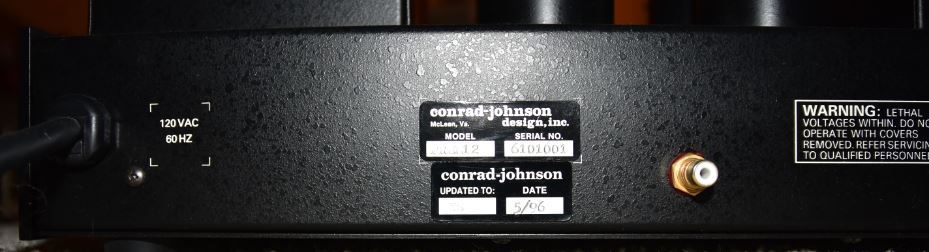 120 VAC
60 HZ
conrad-johnson
McLean, Va. design, inc.
MODEL SERIAL NO.
12 6101001
conrad-johnson
UPDATED TO: DATE
5/06
WARNING: LETHAL
VOLTAGES WITHIN. DO NO
OPERATE WITH COVERS
REMOVED. REFER SERVICIN
TO QUALIFIED PERSONNE